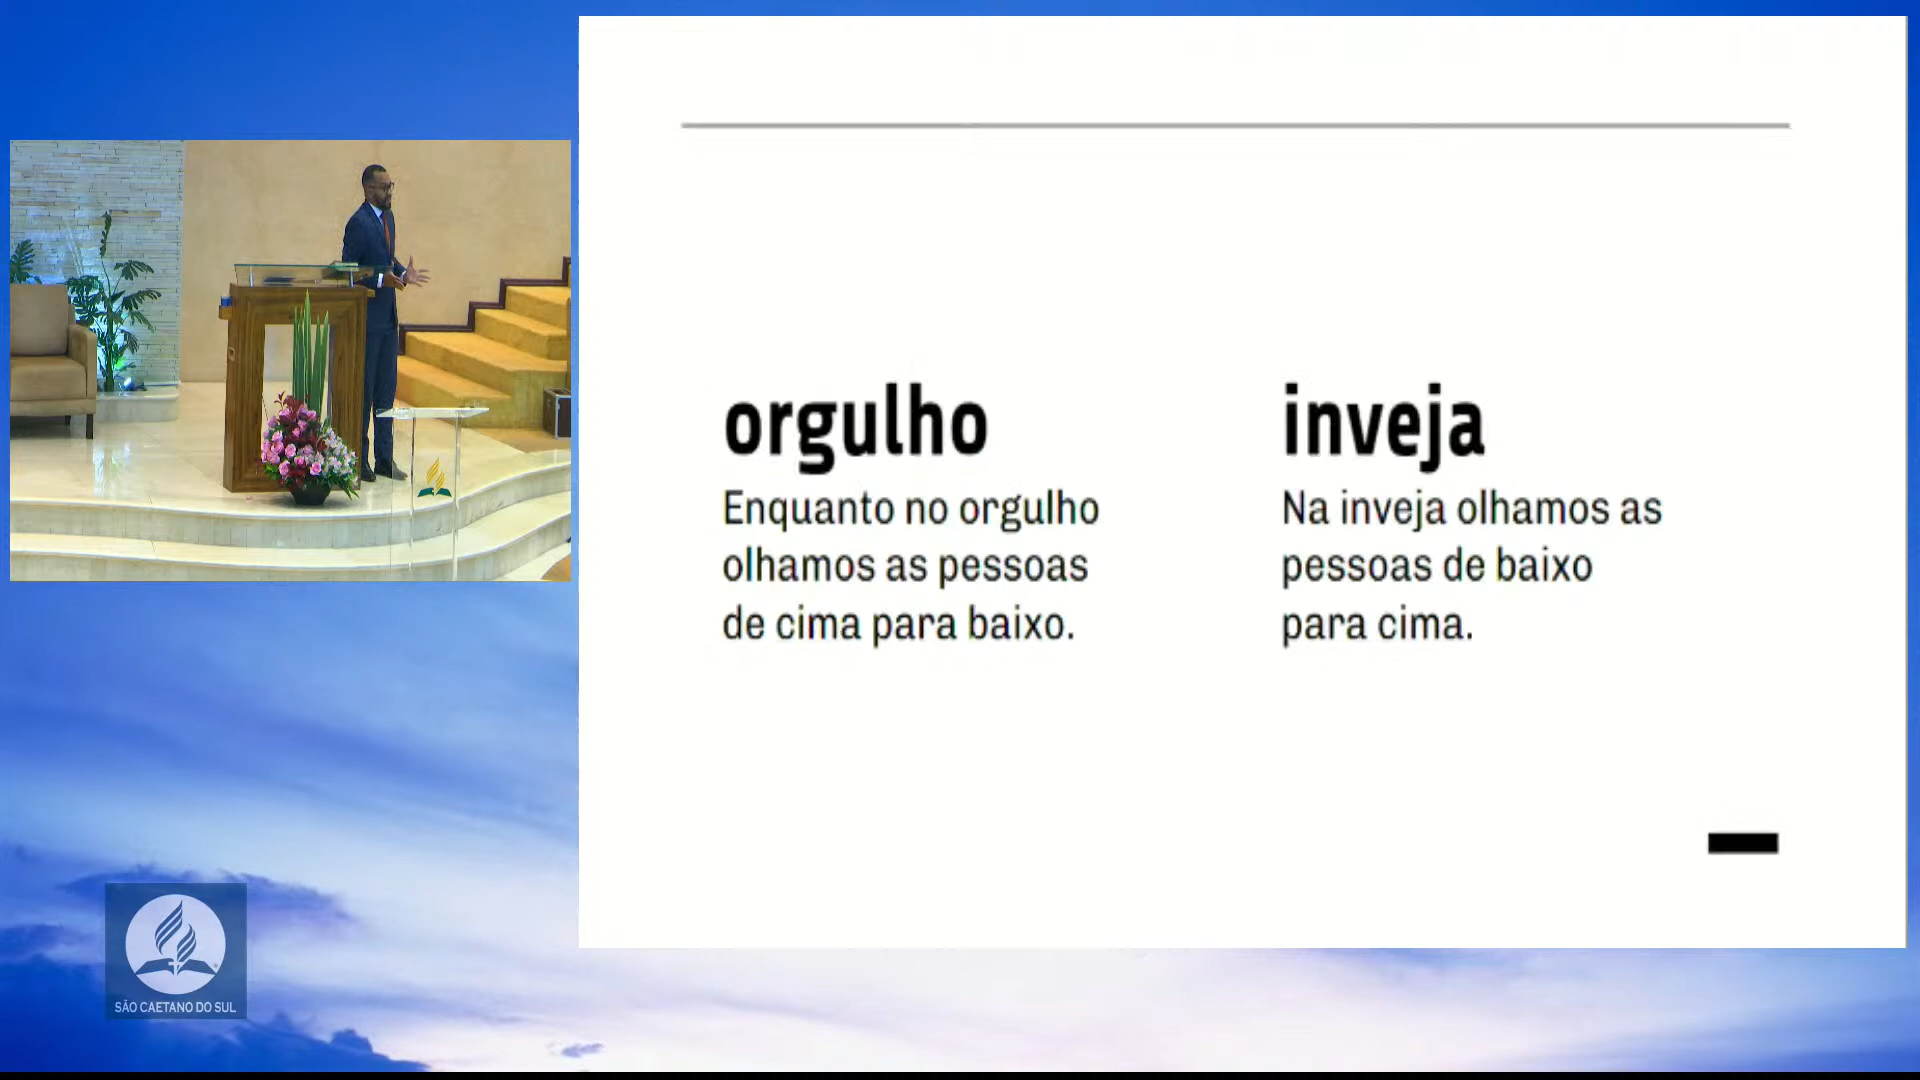 orgulho
Enquanto no orgulho
olhamos as pessoas
de cima para baixo.
inveja
Na inveja olhamos as
pessoas de baixo
para cima.
SÃO CAETANO DO SUL